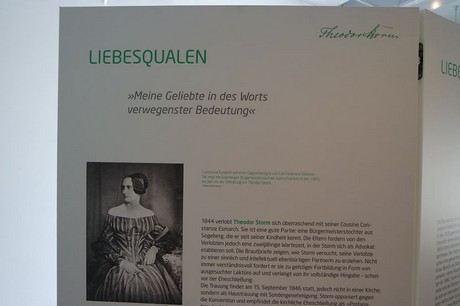 Theodor Storm.
LIEBESQUALEN
»Meine Geliebte in des Worts
verwegenster Bedeutung«
1844 verlobt Theodor Storm sich überraschend mit seiner Cousine Con-
stanze Esmarch. Sie ist eine gute Partie: eine Bürgermeisterstochter aus
Segeberg, die er seit seiner Kindheit kennt. Die Eltern fordern von den
Verlobten jedoch eine zweijährige Wartezeit, in der Storm sich als Advokat
etablieren soll. Die Brautbriefe zeigen, wie Storm versucht, seine Verlobte
zu einer sinnlich und intellektuell ebenbürtigen Partnerin zu erziehen. Nicht
immer verständnisvoll fordert er sie zu geistiger Fortbildung in Form von
ausgesuchter Lektüre auf und verlangt von ihr vollständige Hingabe – schon
vor der Eheschließung.
Die Trauung findet am 15. September 1846 statt, jedoch nicht in einer Kirche,
sondern als Haustrauung mit Sondergenehmigung. Storm opponiert gegen
die Konvention und empfindet die kirchliche Eheschließung als
LIEBE